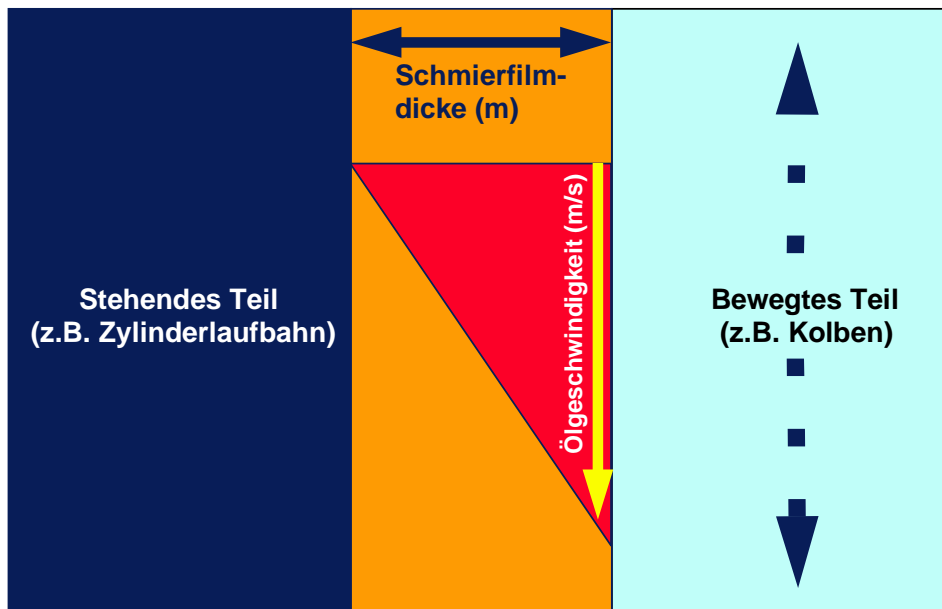 Schmierfilm-
dicke (m)
Ölgeschwindigkeit (m/s)
Stehendes Teil
(z.B. Zylinderlaufbahn)
Bewegtes Teil
(z.B. Kolben)